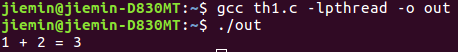 jiemin@jiemin-D830MT:~$ gcc th1.c -lpthread -o out
jiemin@jiemin-D830MT:~$ ./out
1 + 2 = 3